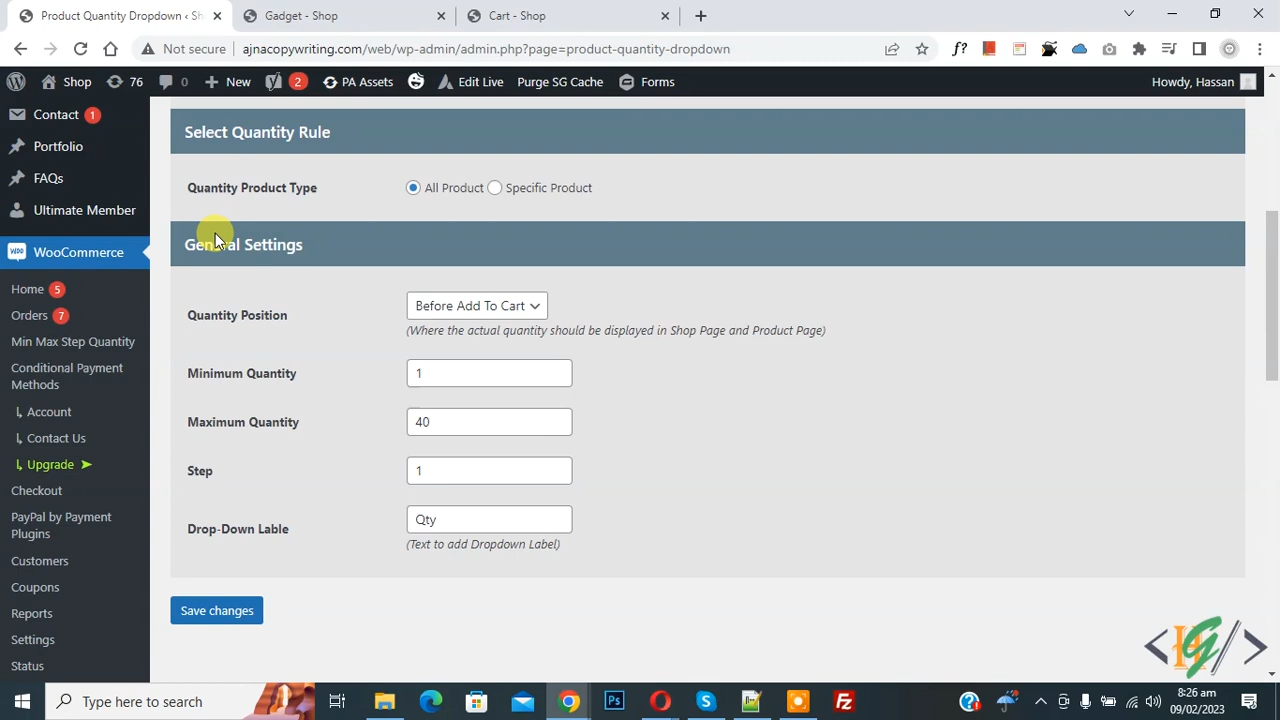 Product Quantity Dropdown ‹ Sh
Gadget - Shop
Cart - Shop
Not secure
ajnacopywriting.com/web/wp-admin/admin.php?page=product-quantity-dropdown
f?
Shop
76
0
New
2
PA Assets
Edit Live
Purge SG Cache
Forms
Howdy, Hassan
Contact 1
Portfolio
FAQs
Ultimate Member
WooCommerce
Home 5
Orders 7
Min Max Step Quantity
Conditional Payment
Methods
↳ Account
↳ Contact Us
↳ Upgrade ➤
Checkout
PayPal by Payment
Plugins
Customers
Coupons
Reports
Settings
Status
Select Quantity Rule
Quantity Product Type
All Product
Specific Product
General Settings
Quantity Position
Before Add To Cart
(Where the actual quantity should be displayed in Shop Page and Product Page)
Minimum Quantity
1
Maximum Quantity
40
Step
1
Drop-Down Lable
Qty
(Text to add Dropdown Label)
Save changes
Type here to search
8:26 am
09/02/2023